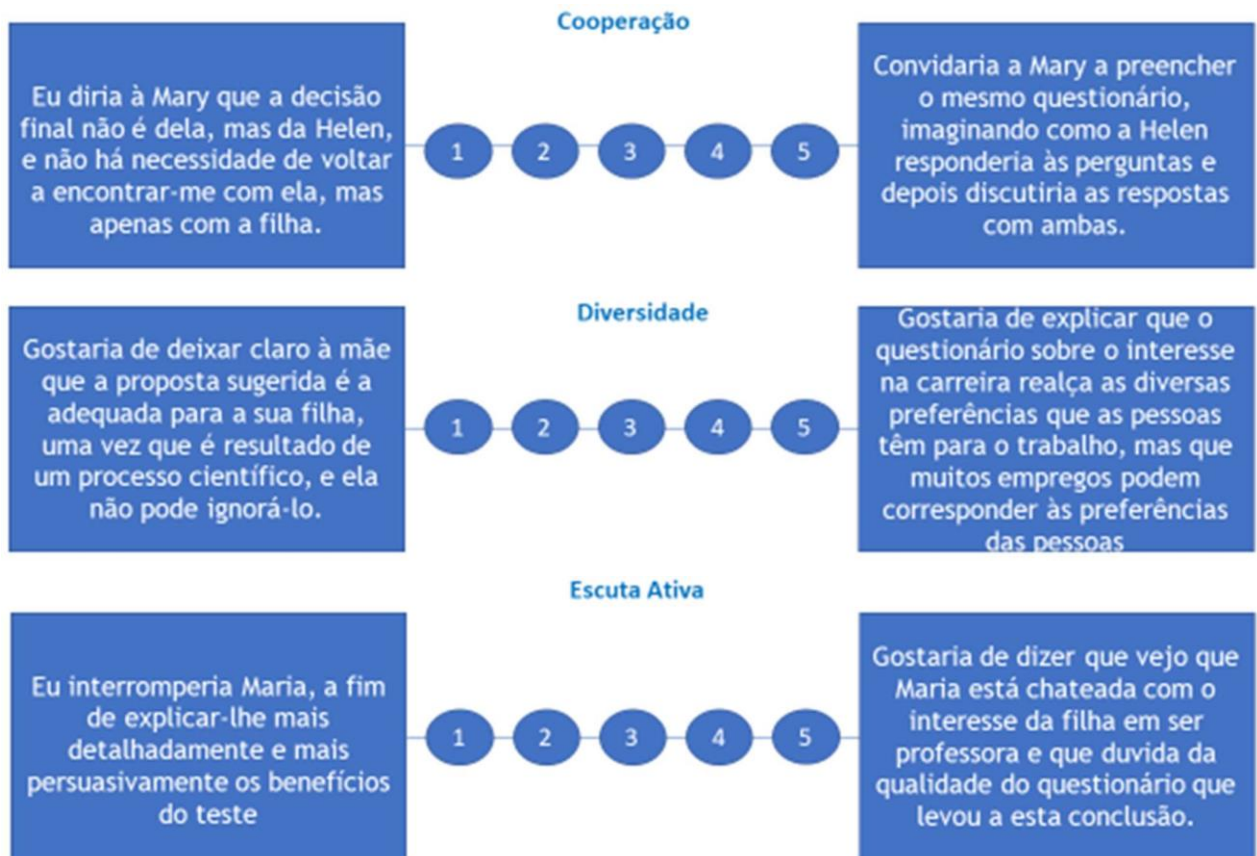 Cooperação
Eu diria à Mary que a decisão
final não é dela, mas da Helen,
e não há necessidade de voltar
a encontrar-me com ela, mas
apenas com a filha.
1 2 3 4 5
Convidaria a Mary a preencher
o mesmo questionário,
imaginando como a Helen
responderia às perguntas e
depois discutiria as respostas
com ambas.
Diversidade
Gostaria de deixar claro à mãe
que a proposta sugerida é a
adequada para a sua filha,
uma vez que é resultado de
um processo científico, e ela
não pode ignorá-lo.
1 2 3 4 5
Gostaria de explicar que o
questionário sobre o interesse
na carreira realça as diversas
preferências que as pessoas
têm para o trabalho, mas que
muitos empregos podem
corresponder às preferências
das pessoas
Escuta Ativa
Eu interromperia Maria, a fim
de explicar-lhe mais
detalhadamente e mais
persuasivamente os benefícios
do teste
1 2 3 4 5
Gostaria de dizer que vejo que
Maria está chateada com o
interesse da filha em ser
professora e que duvida da
qualidade do questionário que
levou a esta conclusão.